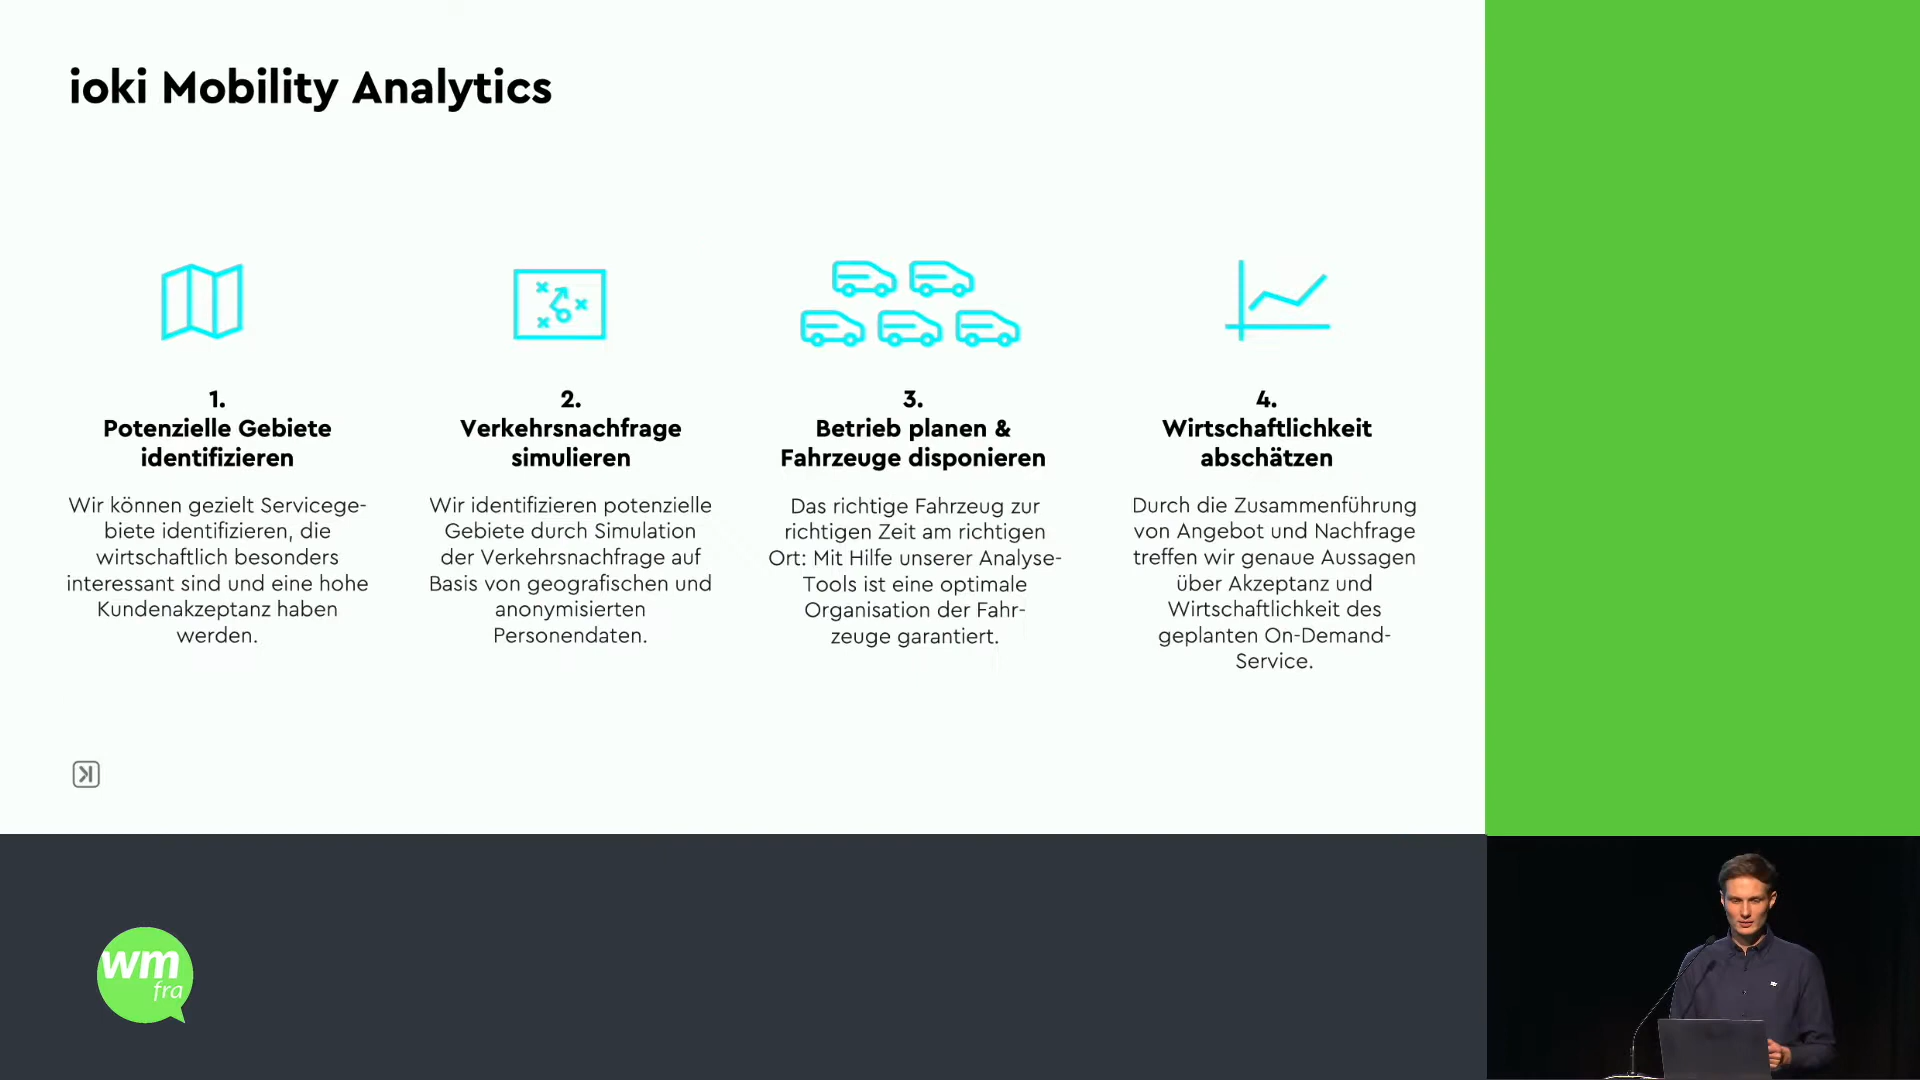 ioki Mobility Analytics
1.
Potenzielle Gebiete
identifizieren
Wir können gezielt Servicege-
biete identifizieren, die
wirtschaftlich besonders
interessant sind und eine hohe
Kundenakzeptanz haben
werden.
2.
Verkehrsnachfrage
simulieren
Wir identifizieren potenzielle
Gebiete durch Simulation
der Verkehrsnachfrage auf
Basis von geografischen und
anonymisierten
Personendaten.
3.
Betrieb planen &
Fahrzeuge disponieren
Das richtige Fahrzeug zur
richtigen Zeit am richtigen
Ort: Mit Hilfe unserer Analyse-
Tools ist eine optimale
Organisation der Fahr-
zeuge garantiert.
4.
Wirtschaftlichkeit
abschätzen
Durch die Zusammenführung
von Angebot und Nachfrage
treffen wir genaue Aussagen
über Akzeptanz und
Wirtschaftlichkeit des
geplanten On-Demand-
Service.
wm
fra